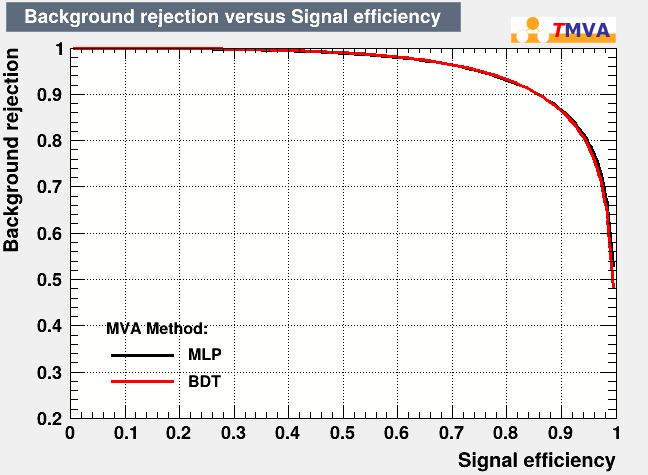 Background rejection versus Signal efficiency
TMVA
Background rejection
1
0.9
0.8
0.7
0.6
0.5
0.4
0.3
0.2
MVA Method:
MLP
BDT
0 0.1 0.2 0.3 0.4 0.5 0.6 0.7 0.8 0.9 1
Signal efficiency